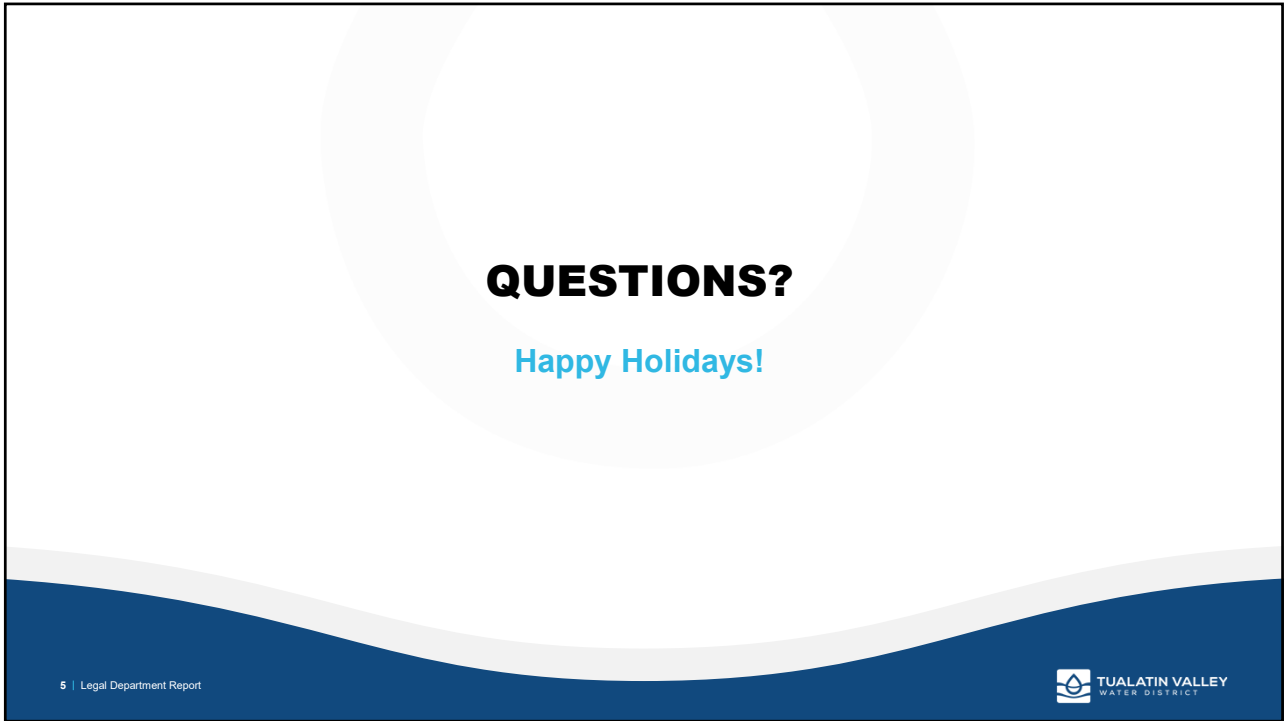 QUESTIONS?
Happy Holidays!
5 | Legal Department Report
TUALATIN VALLEY
WATER DISTRICT